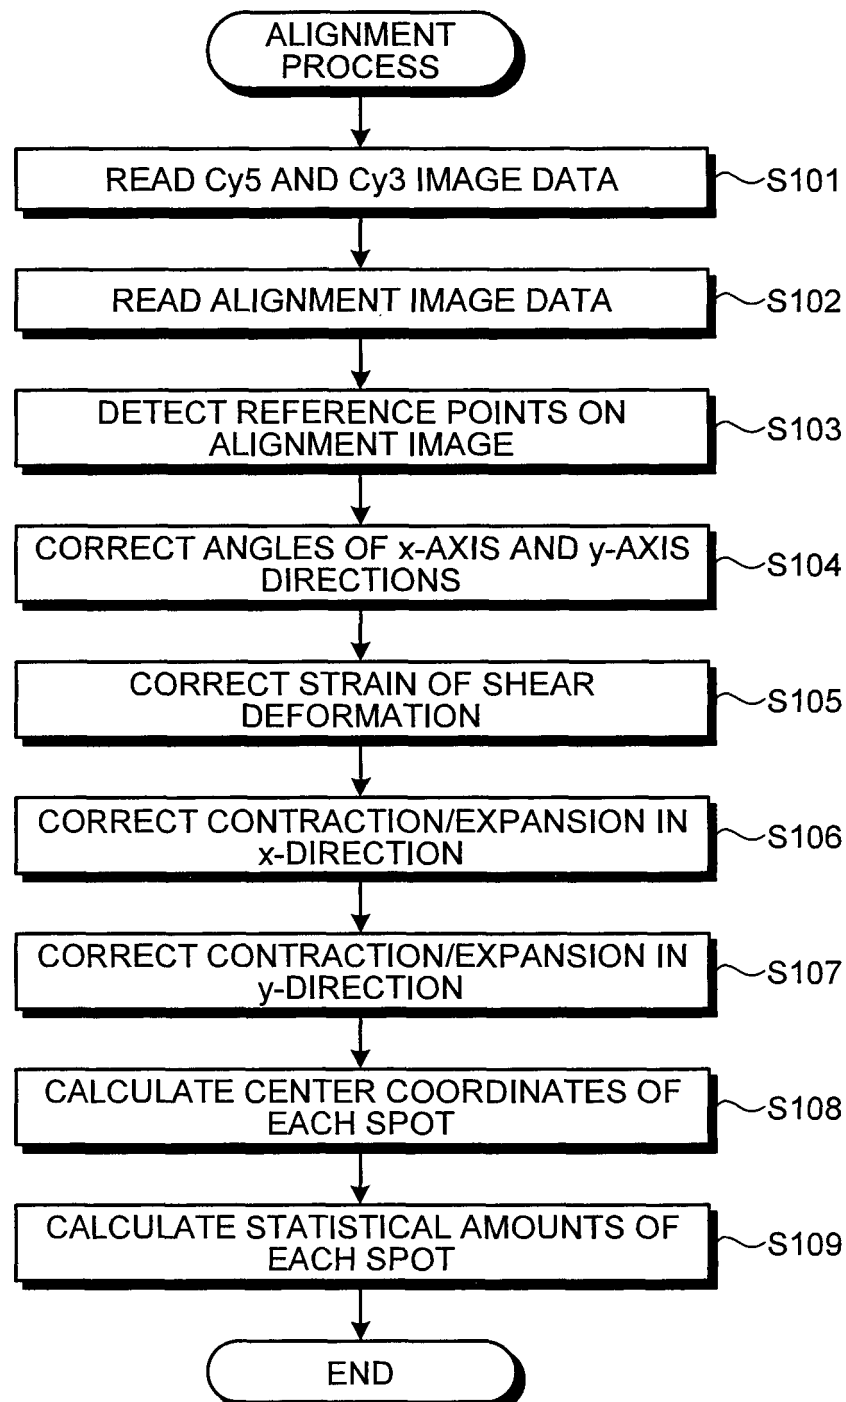 ALIGNMENT
PROCESS
READ Cy5 AND Cy3 IMAGE DATA
S101
READ ALIGNMENT IMAGE DATA
S102
DETECT REFERENCE POINTS ON
ALIGNMENT IMAGE
S103
CORRECT ANGLES OF x-AXIS AND y-AXIS
DIRECTIONS
S104
CORRECT STRAIN OF SHEAR
DEFORMATION
S105
CORRECT CONTRACTION/EXPANSION IN
x-DIRECTION
S106
CORRECT CONTRACTION/EXPANSION IN
y-DIRECTION
S107
CALCULATE CENTER COORDINATES OF
EACH SPOT
S108
CALCULATE STATISTICAL AMOUNTS OF
EACH SPOT
S109
END